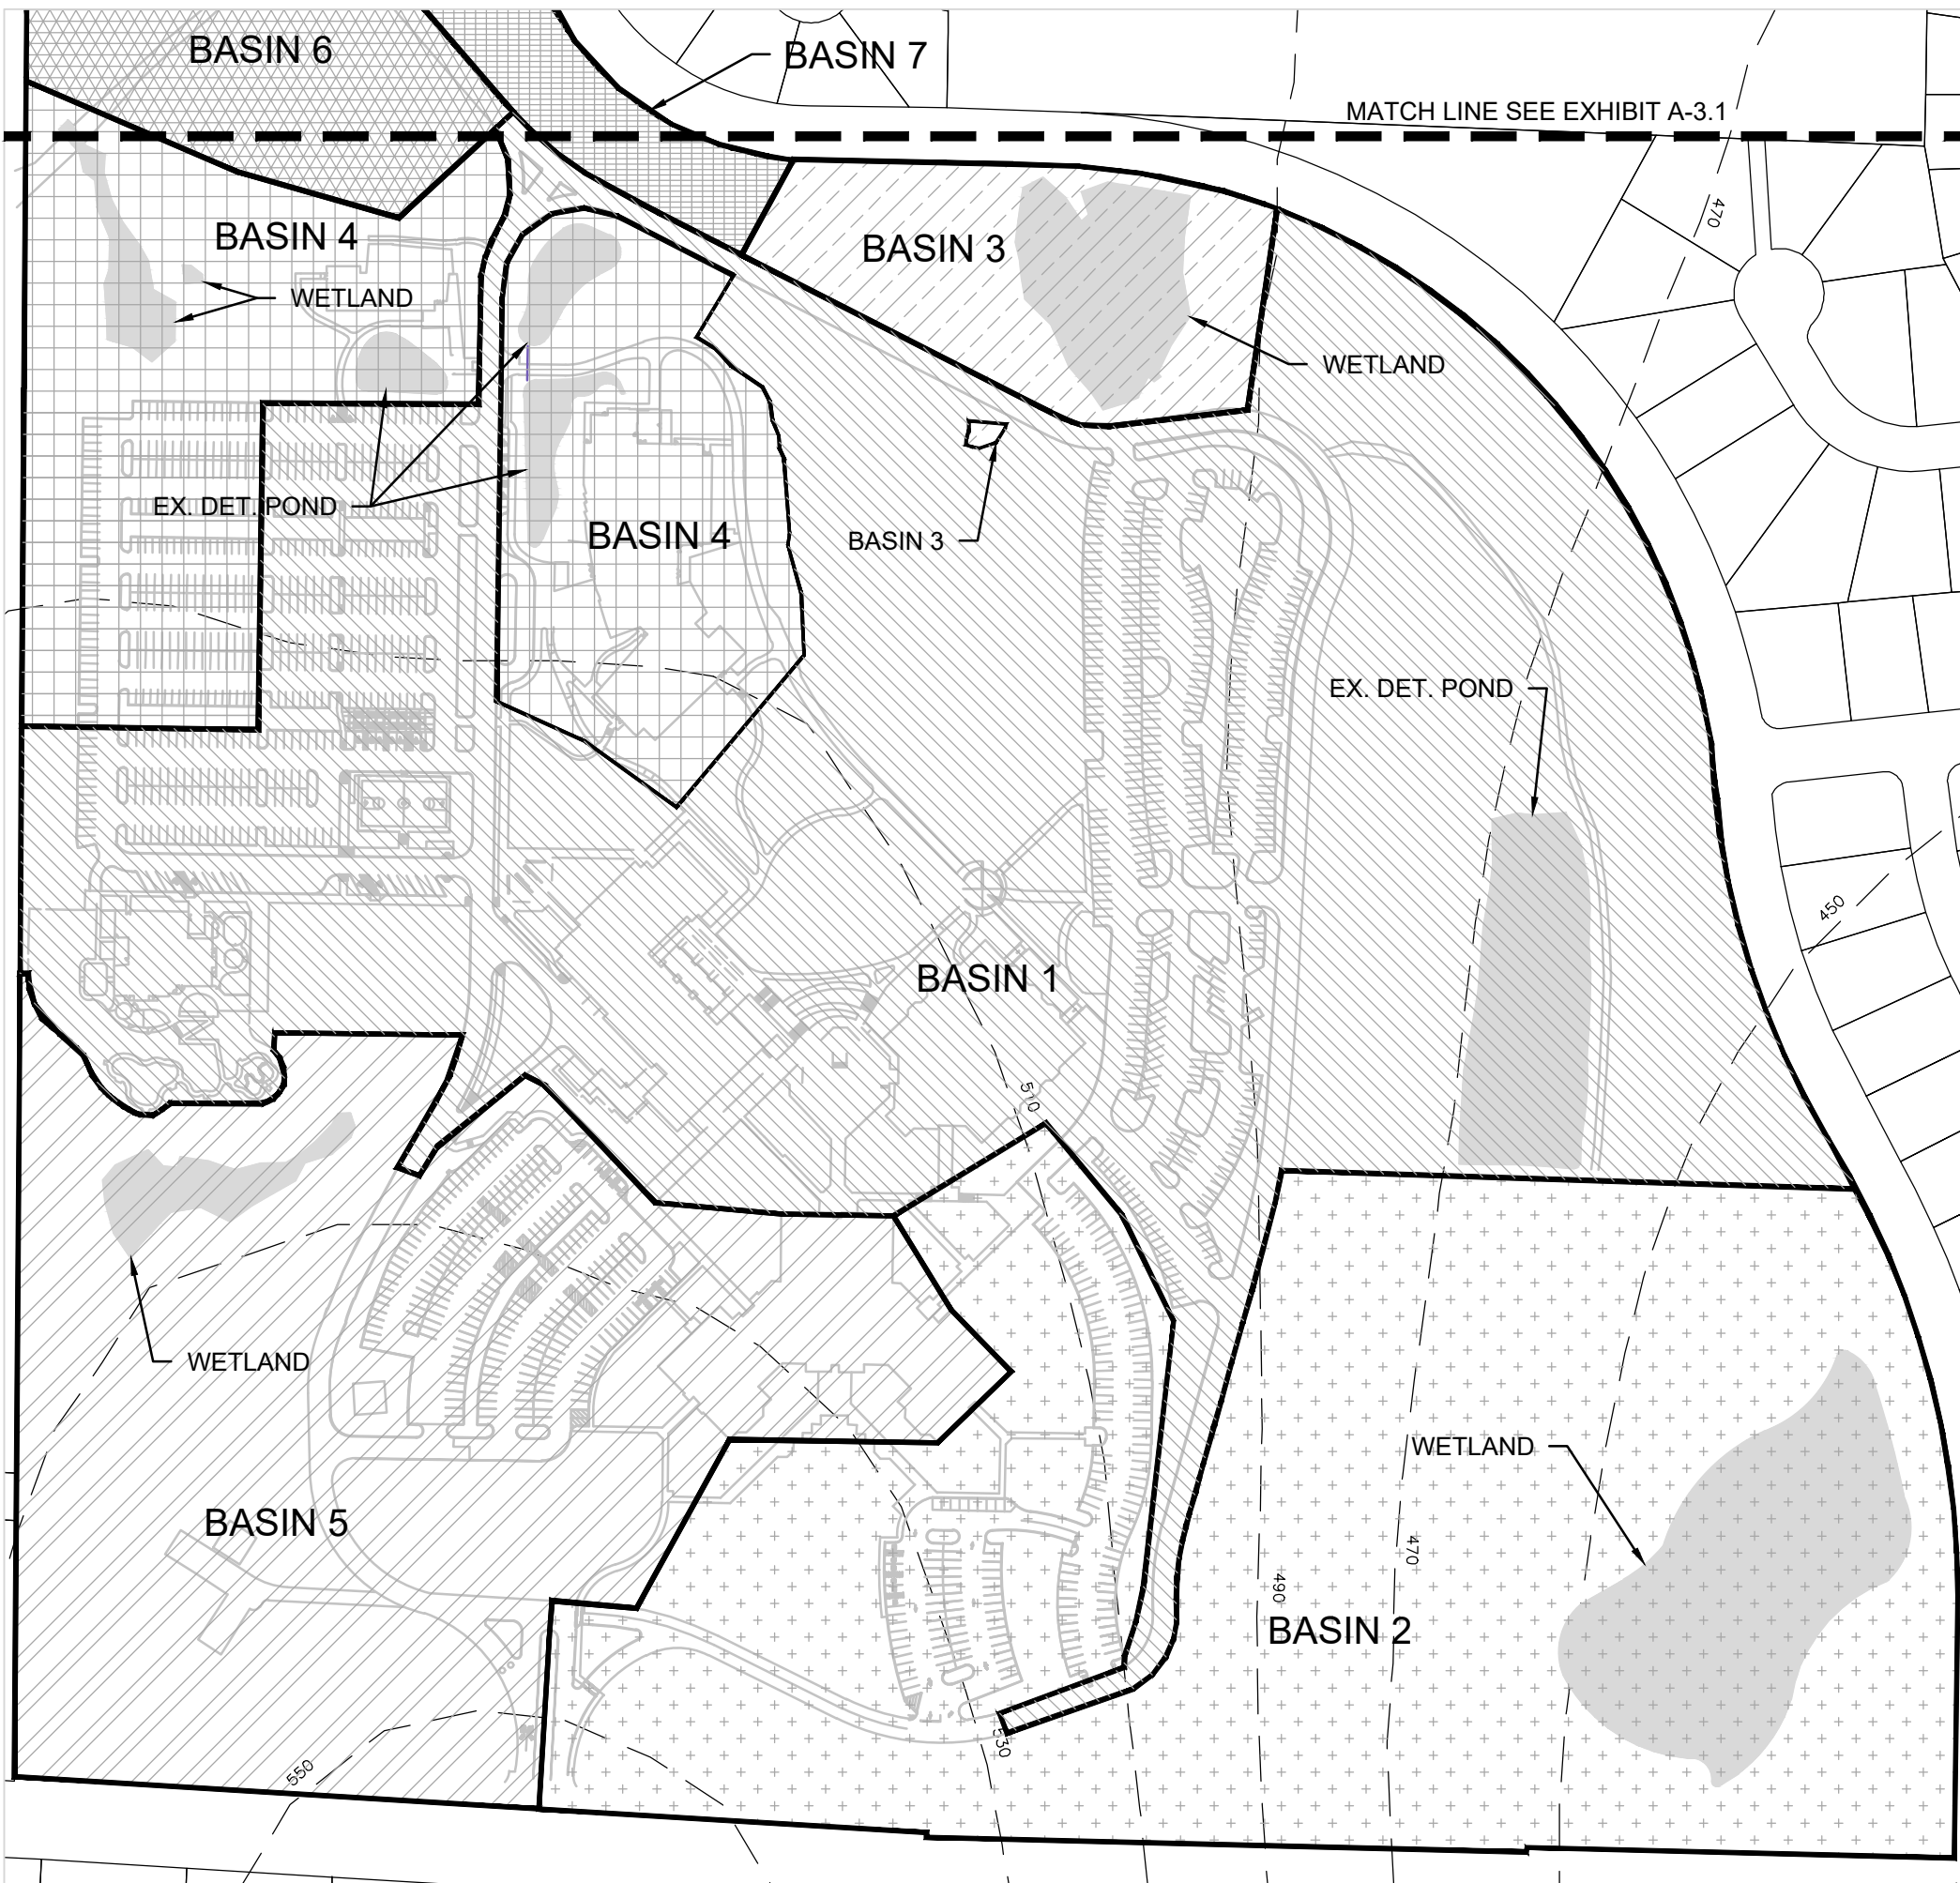 BASIN 6
BASIN 7
MATCH LINE SEE EXHIBIT A-3.1
470
BASIN 4
BASIN 3
WETLAND
WETLAND
EX. DET. POND
BASIN 4
BASIN 3
EX. DET. POND
450
BASIN 1
510
WETLAND
WETLAND
BASIN 5
470
490
BASIN 2
530
550